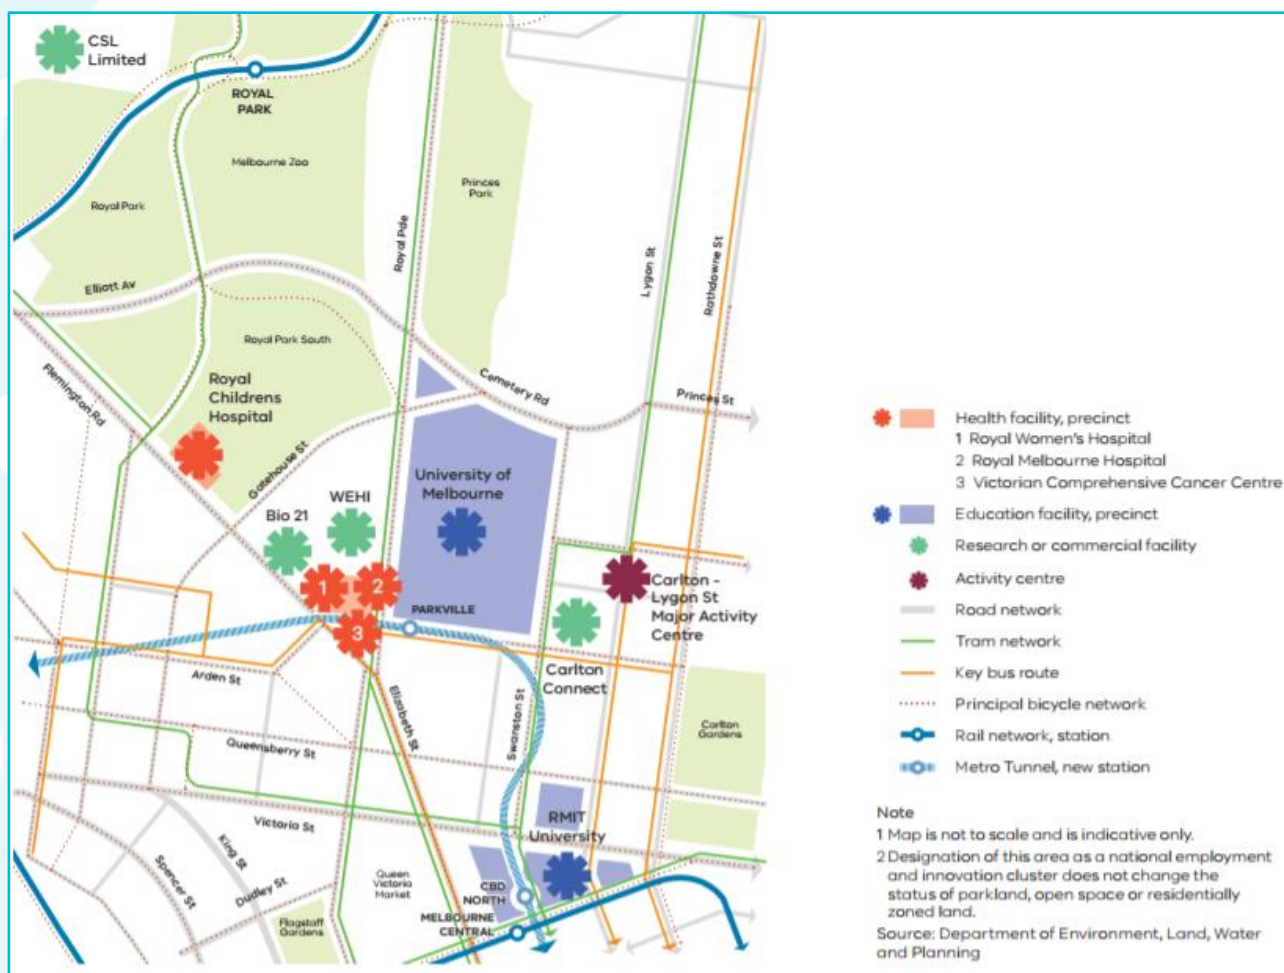 CSL
Limited
ROYAL
PARK
Melbourne Zoo
Royal Park
Princes
Park
Royal Pde
Lygon St
Rathdowne St
Elliott Av
Royal Park South
Flemington Rd
Royal
Childrens
Hospital
Cemetery Rd
Princes St
Gatehouse St
University of
Melbourne
WEHI
Bio 21
1
2
3
PARKVILLE
Carlton -
Lygon St
Major Activity
Centre
Carlton
Connect
Arden St
Elizabeth St
Swanston St
Carlton
Gardens
Queensberry St
Victoria St
RMIT
University
King St
Spencer St
Dudley St
Queen
Victoria
Market
CBD
NORTH
MELBOURNE
CENTRAL
Flagstaff
Gardens
Health facility, precinct
1 Royal Women's Hospital
2 Royal Melbourne Hospital
3 Victorian Comprehensive Cancer Centre
Education facility, precinct
Research or commercial facility
Activity centre
Road network
Tram network
Key bus route
Principal bicycle network
Rail network, station
Metro Tunnel, new station
Note
1 Map is not to scale and is indicative only.
2 Designation of this area as a national employment
and innovation cluster does not change the
status of parkland, open space or residentially
zoned land.
Source: Department of Environment, Land, Water
and Planning